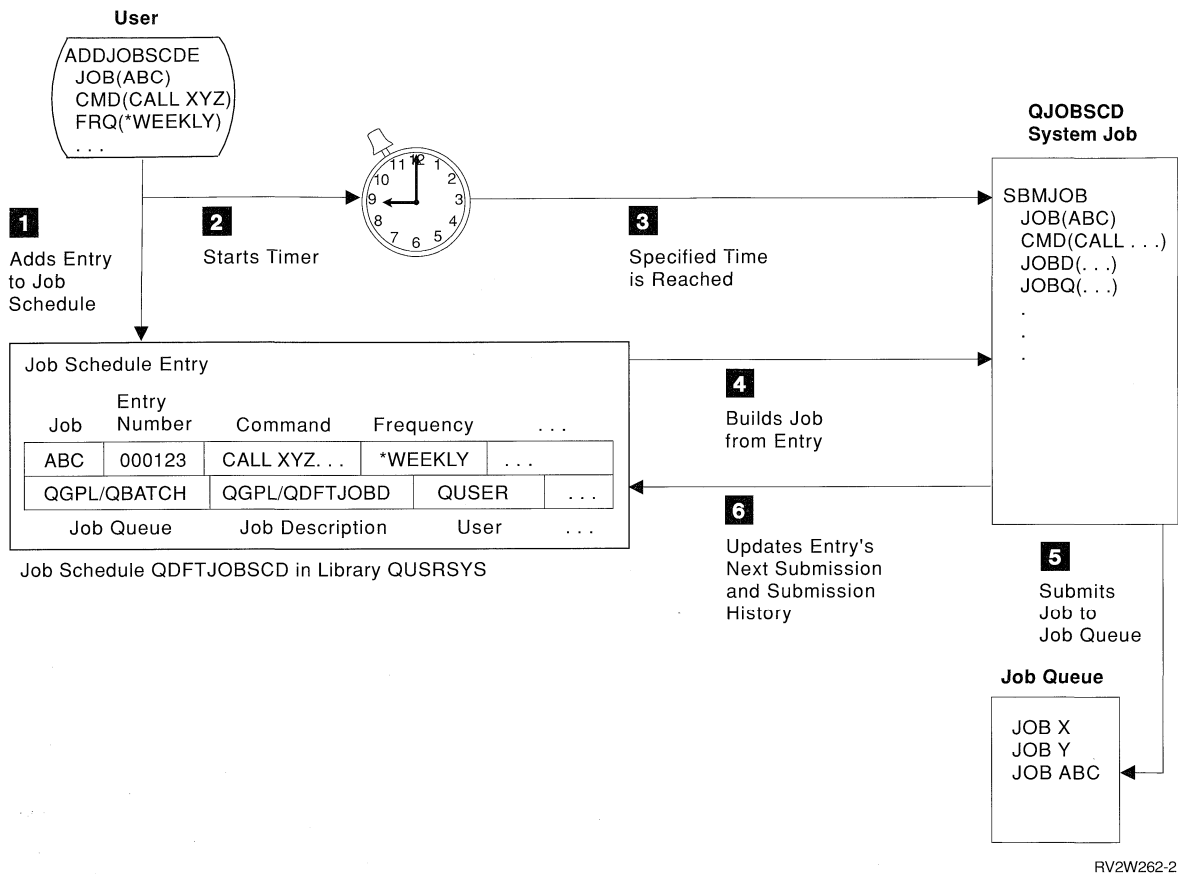 User
ADDJOBSCDE
JOB(ABC)
CMD(CALL XYZ)
FRQ(*WEEKLY)
. . .
11 12 1
10 2
9 3
8 4
7 6 5
QJOBSCD
System Job
SBMJOB
JOB(ABC)
CMD(CALL . . .)
JOBD(. . .)
JOBQ(. . .)
.
.
.
1
Adds Entry
to Job
Schedule
2
Starts Timer
3
Specified Time
is Reached
Job Schedule Entry
Entry
Job Number Command Frequency . . .
ABC 000123 CALL XYZ. . . *WEEKLY . . .
QGPL/QBATCH QGPL/QDFTJOBD QUSER . . .
Job Queue Job Description User . . .
Job Schedule QDFTJOBSCD in Library QUSRSYS
4
Builds Job
from Entry
6
Updates Entry's
Next Submission
and Submission
History
5
Submits
Job to
Job Queue
Job Queue
JOB X
JOB Y
JOB ABC
RV2W262-2